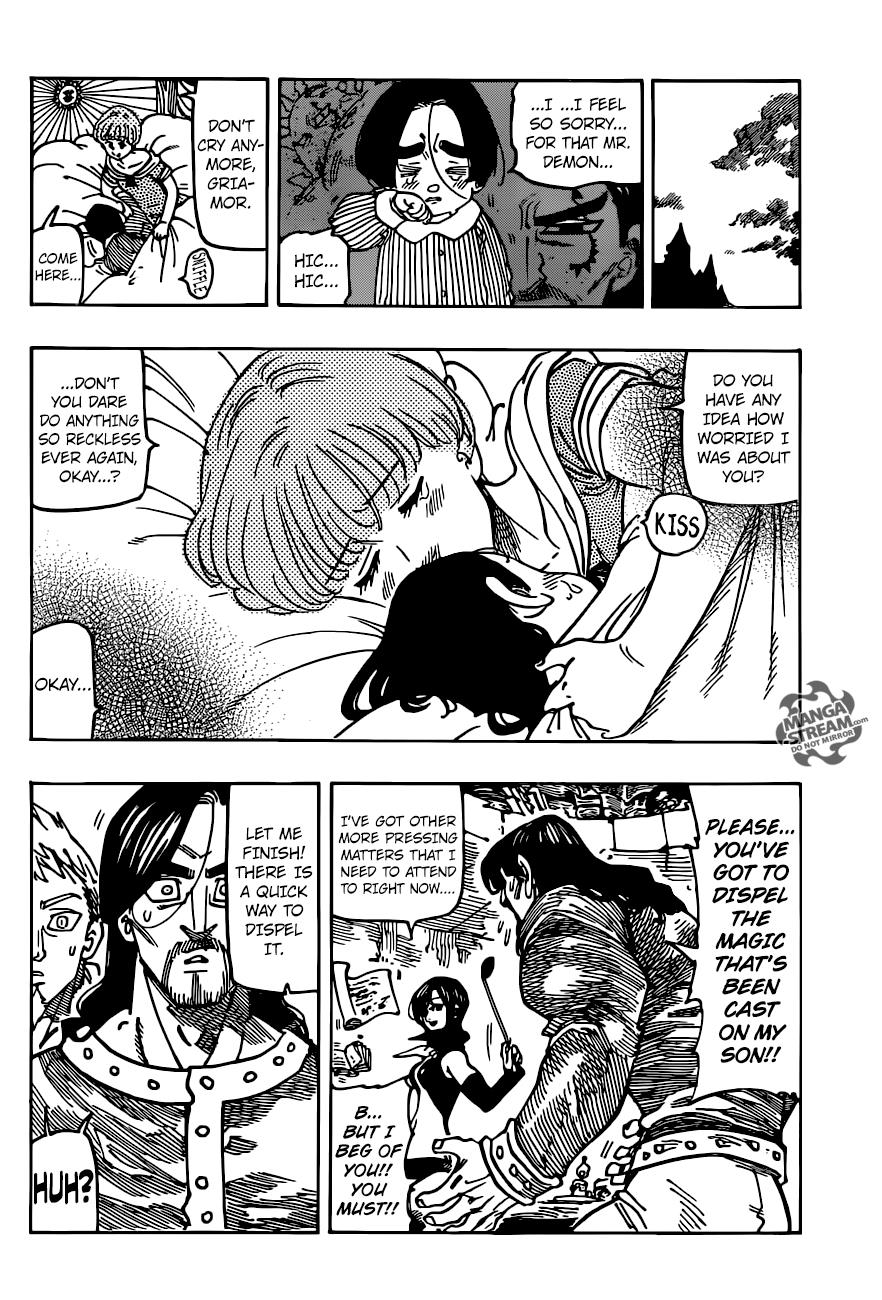 ...I ...I FEEL
SO SORRY...
FOR THAT MR.
DEMON...
HIC...
HIC...
DON'T
CRY ANY-
MORE,
GRIA-
MOR.
COME
HERE...
SNIFFLE
DO YOU
HAVE ANY
IDEA HOW
WORRIED I
WAS ABOUT
YOU?
KISS
...DON'T
YOU DARE
DO ANYTHING
SO RECKLESS
EVER AGAIN,
OKAY...?
OKAY...
MANGA
STREAM.com
DO NOT MIRROR
PLEASE...
YOU'VE
GOT TO
DISPEL
THE
MAGIC
THAT'S
BEEN
CAST
ON MY
SON!!
I'VE GOT OTHER
MORE PRESSING
MATTERS THAT I
NEED TO ATTEND
TO RIGHT NOW....
B...
BUT I
BEG OF
YOU!!
YOU
MUST!!
LET ME
FINISH!
THERE IS
A QUICK
WAY TO
DISPEL
IT.
HUH?